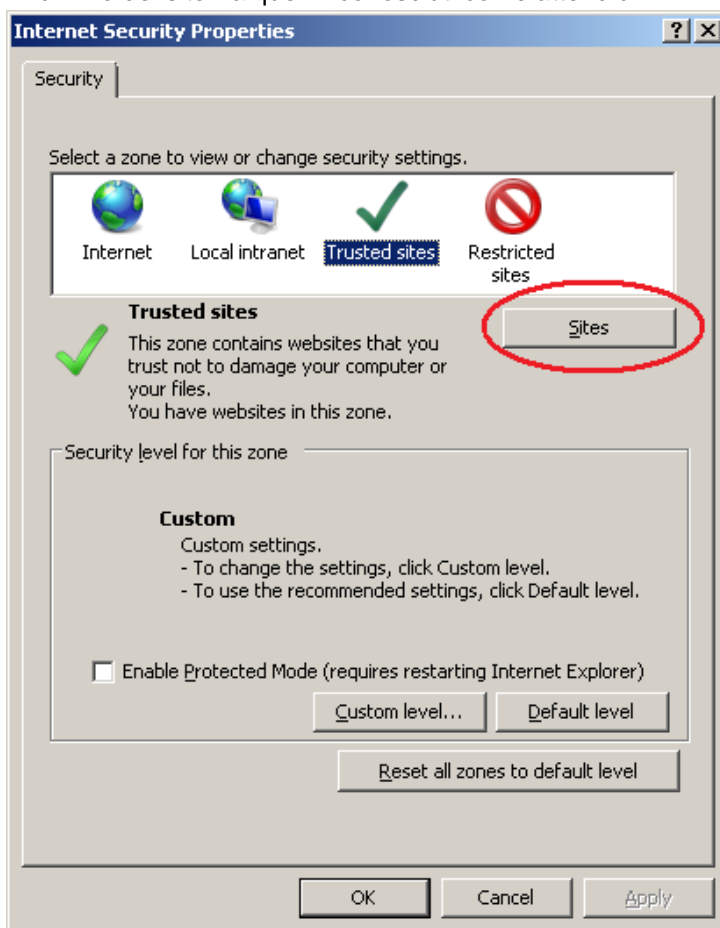 Internet Security Properties
Security
Select a zone to view or change security settings.
Internet
Local intranet
Trusted sites
Restricted
sites
Trusted sites
Sites
This zone contains websites that you
trust not to damage your computer or
your files.
You have websites in this zone.
Security level for this zone
Custom
Custom settings.
- To change the settings, click Custom level.
- To use the recommended settings, click Default level.
Enable Protected Mode (requires restarting Internet Explorer)
Custom level...
Default level
Reset all zones to default level
OK
Cancel
Apply